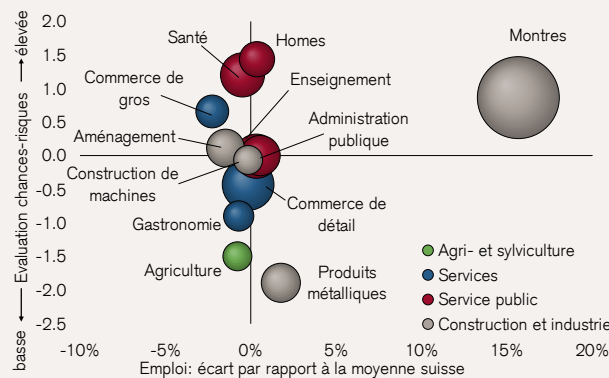 basse ← Evaluation chances-risques → élevée
2.0
1.5
1.0
0.5
0.0
-0.5
-1.0
-1.5
-2.0
-2.5
Santé
Homes
Montres
Commerce de
gros
Enseignement
Aménagement
Administration
publique
Construction de
machines
Commerce de
détail
Gastronomie
Agriculture
Produits
métalliques
Agri- et sylviculture
Services
Service public
Construction et industrie
-10% -5% 0% 5% 10% 15% 20%
Emploi: écart par rapport à la moyenne suisse